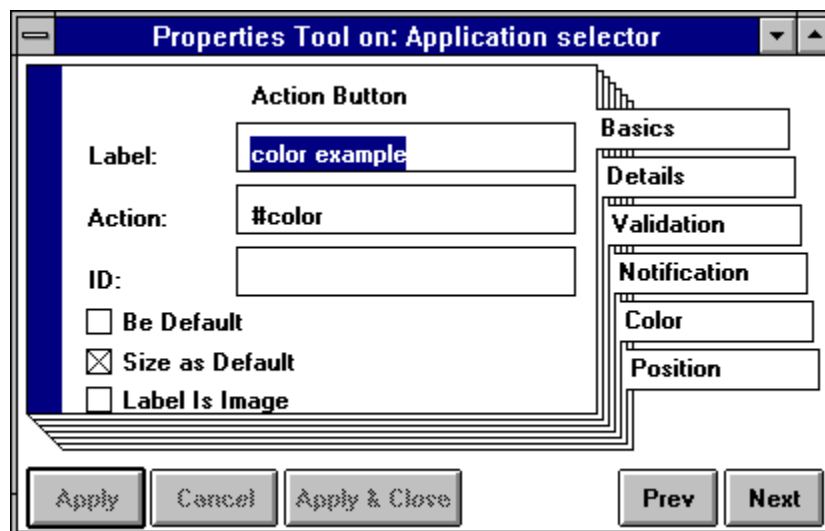 Properties Tool on: Application selector
Action Button
Label: color example
Action: #color
ID:
Be Default
Size as Default
Label Is Image
Basics
Details
Validation
Notification
Color
Position
Apply Cancel Apply & Close Prev Next